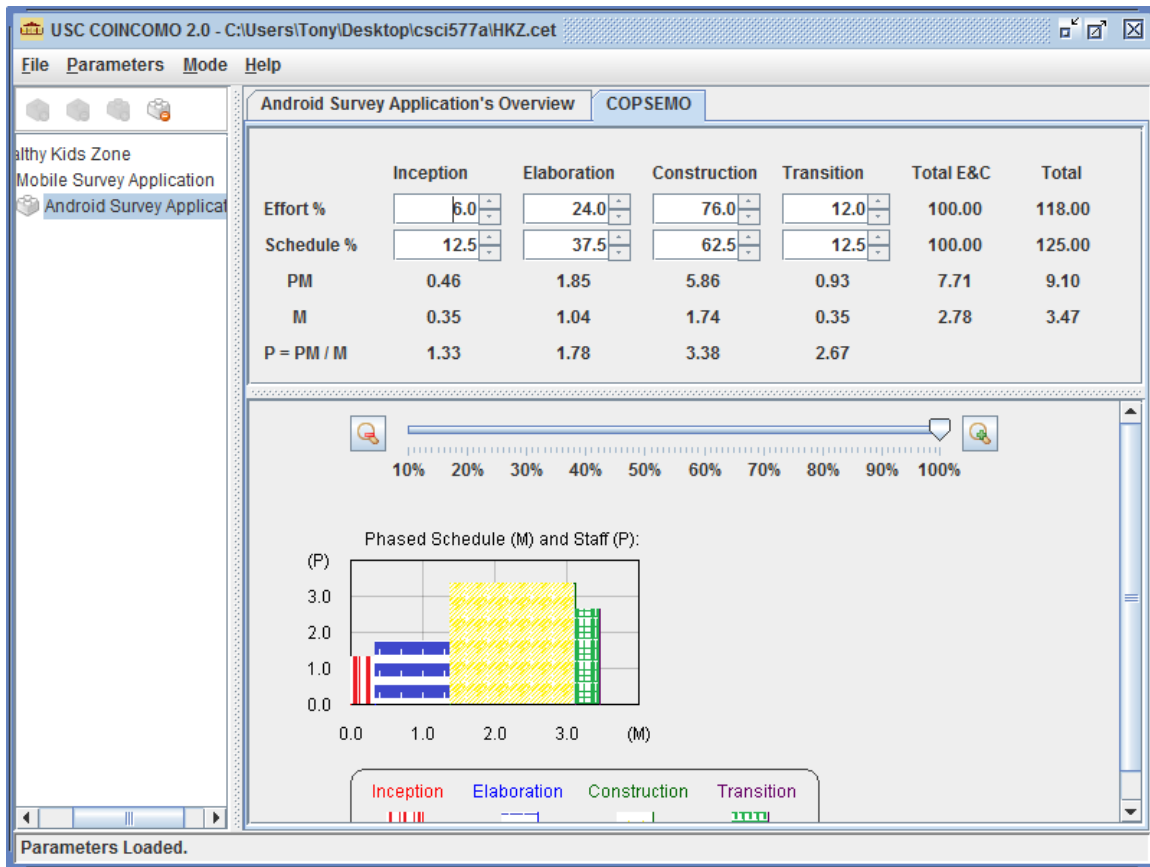 USC COINCOMO 2.0 - C:\Users\Tony\Desktop\csci577a\HKZ.cet
File Parameters Mode Help
Android Survey Application's Overview COPSEMO
althy Kids Zone
Mobile Survey Application
Android Survey Applicat
Inception Elaboration Construction Transition Total E&C Total
Effort % 6.0 24.0 76.0 12.0 100.00 118.00
Schedule % 12.5 37.5 62.5 12.5 100.00 125.00
PM 0.46 1.85 5.86 0.93 7.71 9.10
M 0.35 1.04 1.74 0.35 2.78 3.47
P = PM / M 1.33 1.78 3.38 2.67
10% 20% 30% 40% 50% 60% 70% 80% 90% 100%
Phased Schedule (M) and Staff (P):
(P)
3.0
2.0
1.0
0.0
0.0 1.0 2.0 3.0 (M)
Inception Elaboration Construction Transition
Parameters Loaded.